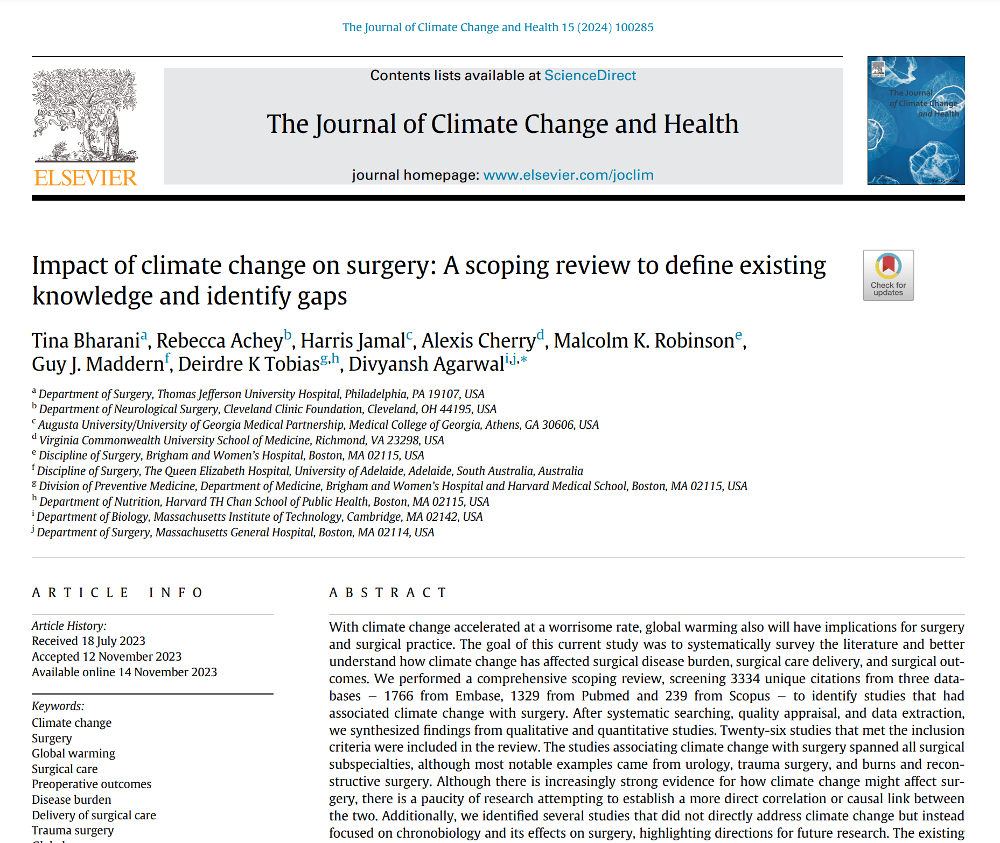 The Journal of Climate Change and Health 15 (2024) 100285
Contents lists available at ScienceDirect
The Journal of Climate Change and Health
journal homepage: www.elsevier.com/joclim
NON SOLUS
ELSEVIER
ELSEVIER
The Journal
of Climate Change
and Health
Vol. 15 - 2024
Impact of climate change on surgery: A scoping review to define existing
knowledge and identify gaps
Check for
updates
Tina Bharani a, Rebecca Achey b, Harris Jamal c, Alexis Cherry d, Malcolm K. Robinson e,
Guy J. Maddern f, Deirdre K Tobias g,h, Divyansh Agarwal i,j,*
a Department of Surgery, Thomas Jefferson University Hospital, Philadelphia, PA 19107, USA
b Department of Neurological Surgery, Cleveland Clinic Foundation, Cleveland, OH 44195, USA
c Augusta University/University of Georgia Medical Partnership, Medical College of Georgia, Athens, GA 30606, USA
d Virginia Commonwealth University School of Medicine, Richmond, VA 23298, USA
e Discipline of Surgery, Brigham and Women's Hospital, Boston, MA 02115, USA
f Discipline of Surgery, The Queen Elizabeth Hospital, University of Adelaide, Adelaide, South Australia, Australia
g Division of Preventive Medicine, Department of Medicine, Brigham and Women's Hospital and Harvard Medical School, Boston, MA 02115, USA
h Department of Nutrition, Harvard TH Chan School of Public Health, Boston, MA 02115, USA
i Department of Biology, Massachusetts Institute of Technology, Cambridge, MA 02142, USA
j Department of Surgery, Massachusetts General Hospital, Boston, MA 02114, USA
ARTICLE INFO
Article History:
Received 18 July 2023
Accepted 12 November 2023
Available online 14 November 2023
Keywords:
Climate change
Surgery
Global warming
Surgical care
Preoperative outcomes
Disease burden
Delivery of surgical care
Trauma surgery
ABSTRACT
With climate change accelerated at a worrisome rate, global warming also will have implications for surgery
and surgical practice. The goal of this current study was to systematically survey the literature and better
understand how climate change has affected surgical disease burden, surgical care delivery, and surgical out-
comes. We performed a comprehensive scoping review, screening 3334 unique citations from three data-
bases – 1766 from Embase, 1329 from Pubmed and 239 from Scopus – to identify studies that had
associated climate change with surgery. After systematic searching, quality appraisal, and data extraction,
we synthesized findings from qualitative and quantitative studies. Twenty-six studies that met the inclusion
criteria were included in the review. The studies associating climate change with surgery spanned all surgical
subspecialties, although most notable examples came from urology, trauma surgery, and burns and recon-
structive surgery. Although there is increasingly strong evidence for how climate change might affect sur-
gery, there is a paucity of research attempting to establish a more direct correlation or causal link between
the two. Additionally, we identified several studies that did not directly address climate change but instead
focused on chronobiology and its effects on surgery, highlighting directions for future research. The existing